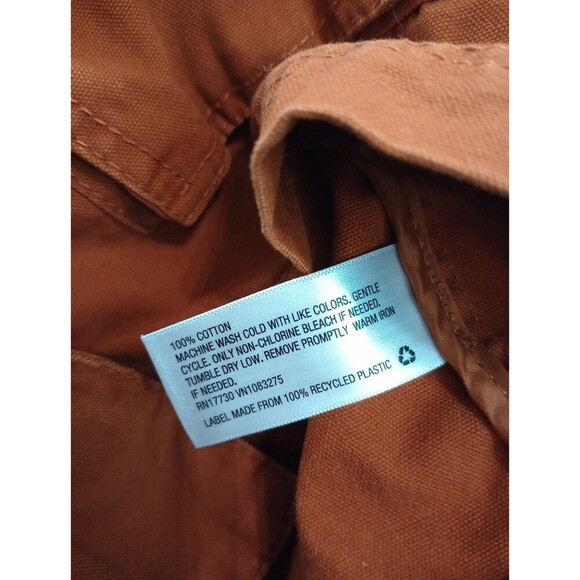 100% COTTON
MACHINE WASH COLD WITH LIKE COLORS. GENTLE
CYCLE. ONLY NON-CHLORINE BLEACH IF NEEDED.
TUMBLE DRY LOW. REMOVE PROMPTLY WARM IRON
IF NEEDED.
RN17730 VN1083275
LABEL MADE FROM 100% RECYCLED PLASTIC